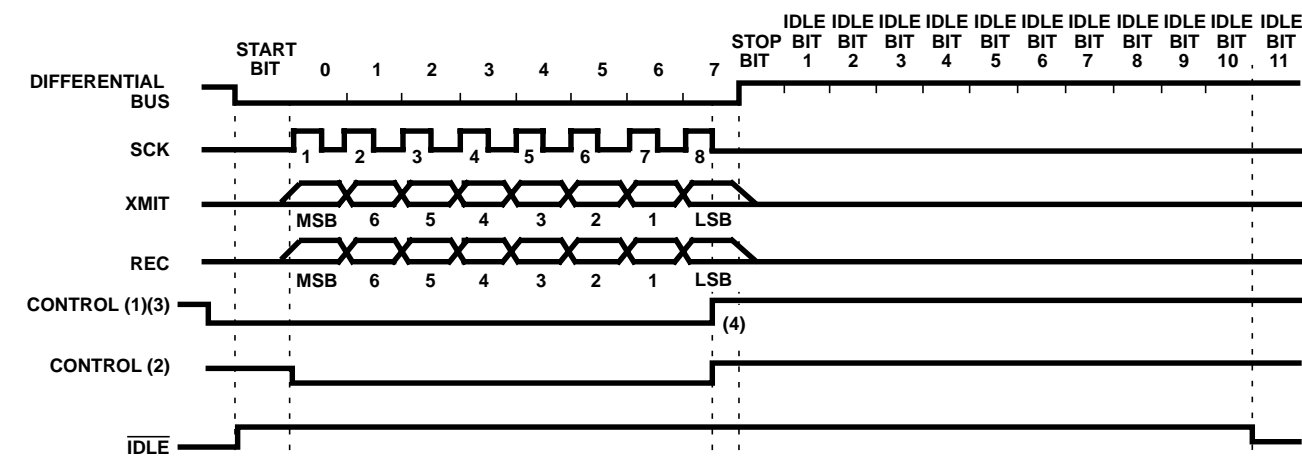 IDLE IDLE IDLE IDLE IDLE IDLE IDLE IDLE IDLE IDLE IDLE
START STOP BIT BIT BIT BIT BIT BIT BIT BIT BIT BIT BIT
BIT 0 1 2 3 4 5 6 7 BIT 1 2 3 4 5 6 7 8 9 10 11
DIFFERENTIAL
BUS
SCK
1 2 3 4 5 6 7 8
XMIT
MSB 6 5 4 3 2 1 LSB
REC
MSB 6 5 4 3 2 1 LSB
CONTROL (1)(3)
(4)
CONTROL (2)
IDLE